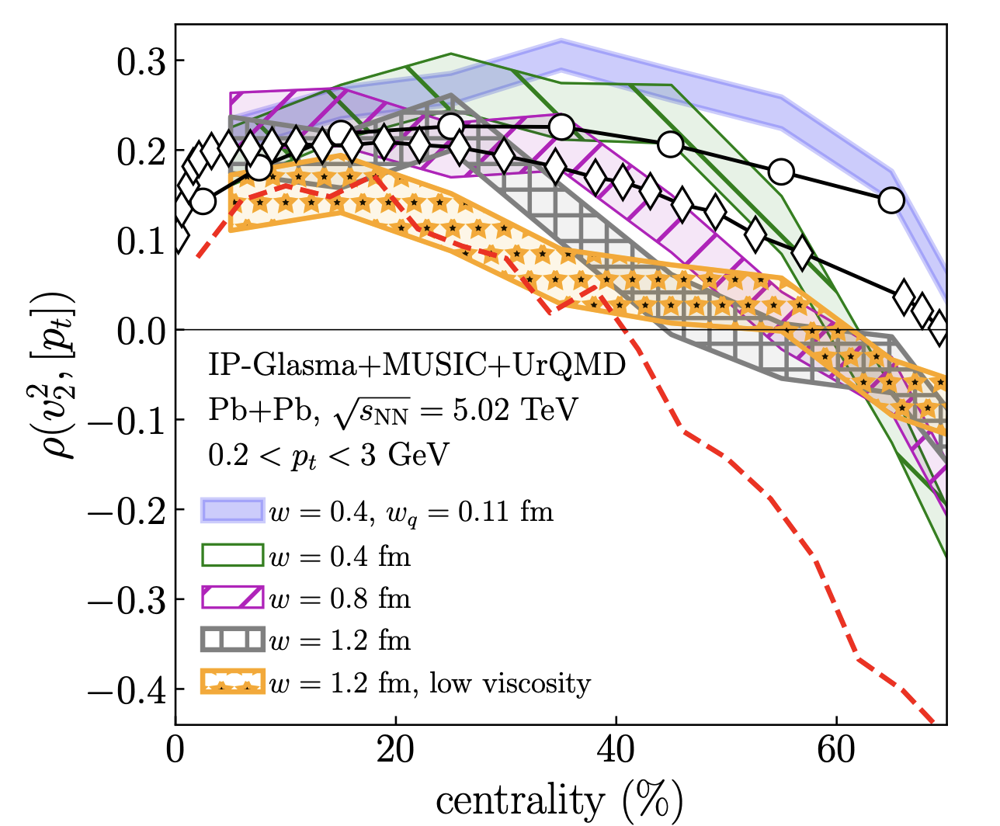 0.3
0.2
0.1
0.0
−0.1
−0.2
−0.3
−0.4
ρ(v₂², [pₜ])
IP-Glasma+MUSIC+UrQMD
Pb+Pb, √sNN = 5.02 TeV
0.2 < pₜ < 3 GeV
w = 0.4, w_q = 0.11 fm
w = 0.4 fm
w = 0.8 fm
w = 1.2 fm
w = 1.2 fm, low viscosity
0 20 40 60
centrality (%)